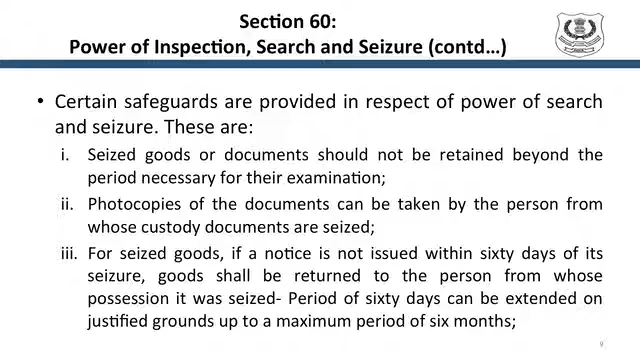 Section 60:
Power of Inspection, Search and Seizure (contd…)
• Certain safeguards are provided in respect of power of search
and seizure. These are:
i. Seized goods or documents should not be retained beyond the
period necessary for their examination;
ii. Photocopies of the documents can be taken by the person from
whose custody documents are seized;
iii. For seized goods, if a notice is not issued within sixty days of its
seizure, goods shall be returned to the person from whose
possession it was seized- Period of sixty days can be extended on
justified grounds up to a maximum period of six months;
9